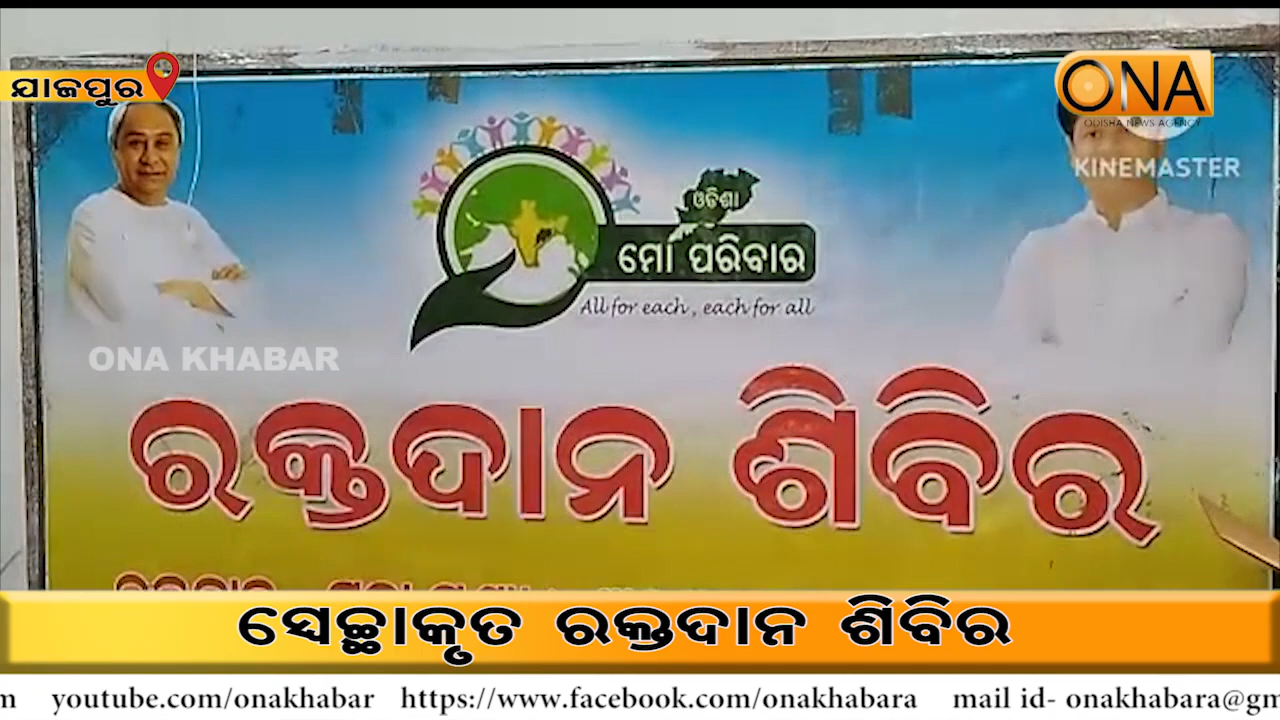 ଯାଜପୁର
ONA
ODISHA NEWS AGENCY
KINEMASTER
ଓଡ଼ିଶା
ମୋ ପରିବାର
All for each, each for all
ONA KHABAR
ରକ୍ତଦାନ ଶିବିର
ସ୍ୱେଚ୍ଛାକୃତ ରକ୍ତଦାନ ଶିବିର
youtube.com/onakhabar https://www.facebook.com/onakhabara mail id- onakhabara@gm